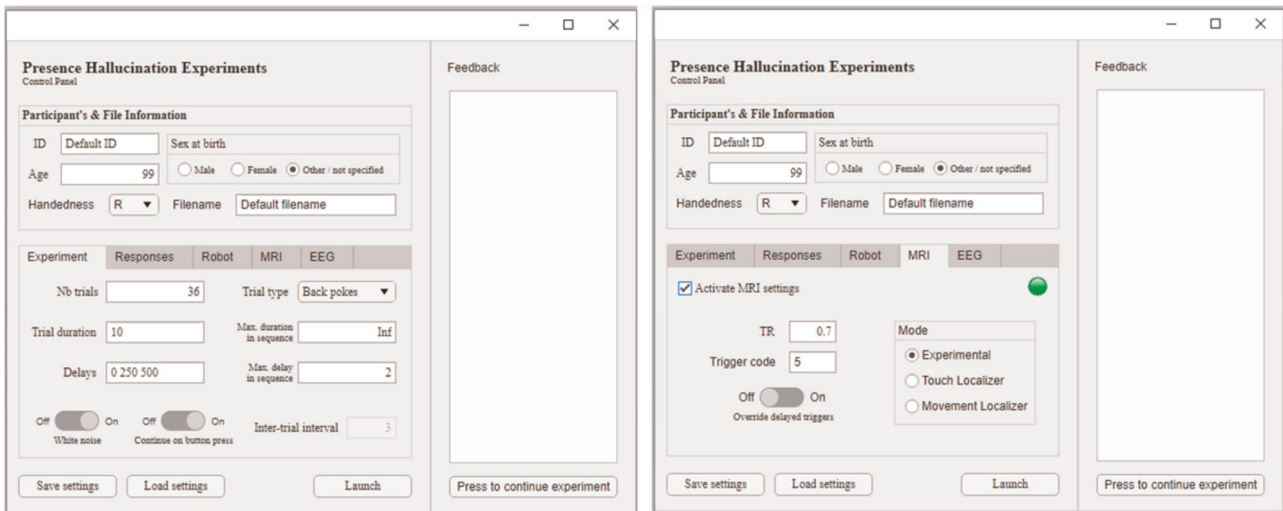 Presence Hallucination Experiments
Control Panel
Participant's & File Information
ID Default ID Sex at birth
Age 99 Male Female Other / not specified
Handedness R Filename Default filename
Experiment Responses Robot MRI EEG
Nb trials 36 Trial type Back pokes
Trial duration 10 Max. duration in sequence Inf
Delays 0 250 500 Max. delay in sequence 2
Off On Off On Inter-trial interval 3
White noise Continue on button press
Save settings Load settings Launch
Feedback
Press to continue experiment
Presence Hallucination Experiments
Control Panel
Participant's & File Information
ID Default ID Sex at birth
Age 99 Male Female Other / not specified
Handedness R Filename Default filename
Experiment Responses Robot MRI EEG
Activate MRI settings
TR 0.7
Trigger code 5
Off On
Override delayed triggers
Mode
Experimental
Touch Localizer
Movement Localizer
Save settings Load settings Launch
Feedback
Press to continue experiment